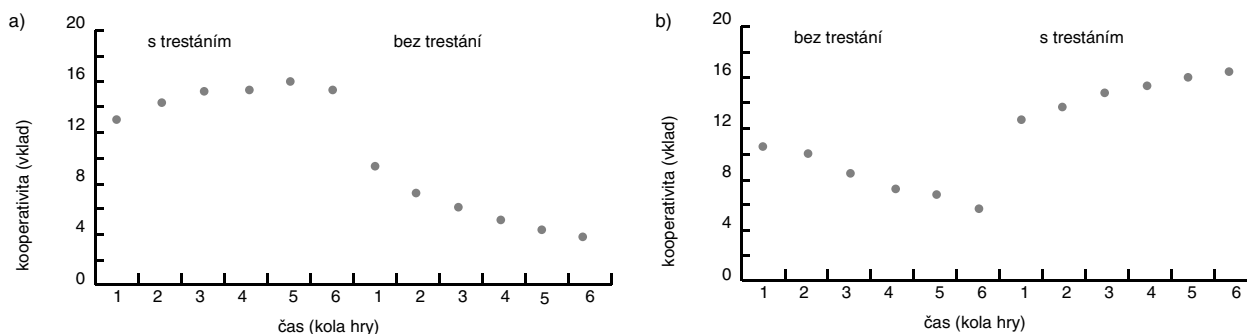 a)
kooperativita (vklad)
20
16
12
8
4
0
s trestáním
bez trestání
1 2 3 4 5 6 1 2 3 4 5 6
čas (kola hry)
b)
kooperativita (vklad)
20
16
12
8
4
0
bez trestání
s trestáním
1 2 3 4 5 6 1 2 3 4 5 6
čas (kola hry)